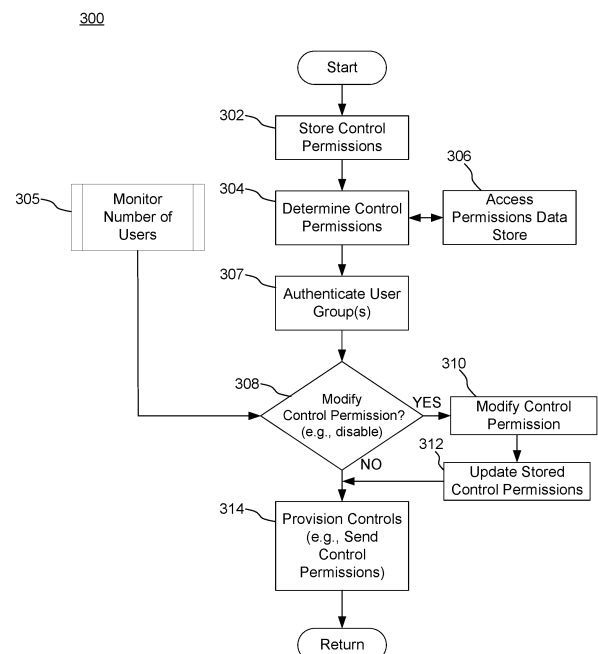 300
Start
302
Store Control
Permissions
304
Determine Control
Permissions
306
Access
Permissions Data
Store
305
Monitor
Number of
Users
307
Authenticate User
Group(s)
308
Modify
Control Permission?
(e.g., disable)
YES
310
Modify Control
Permission
NO
312
Update Stored
Control Permissions
314
Provision Controls
(e.g., Send
Control
Permissions)
Return